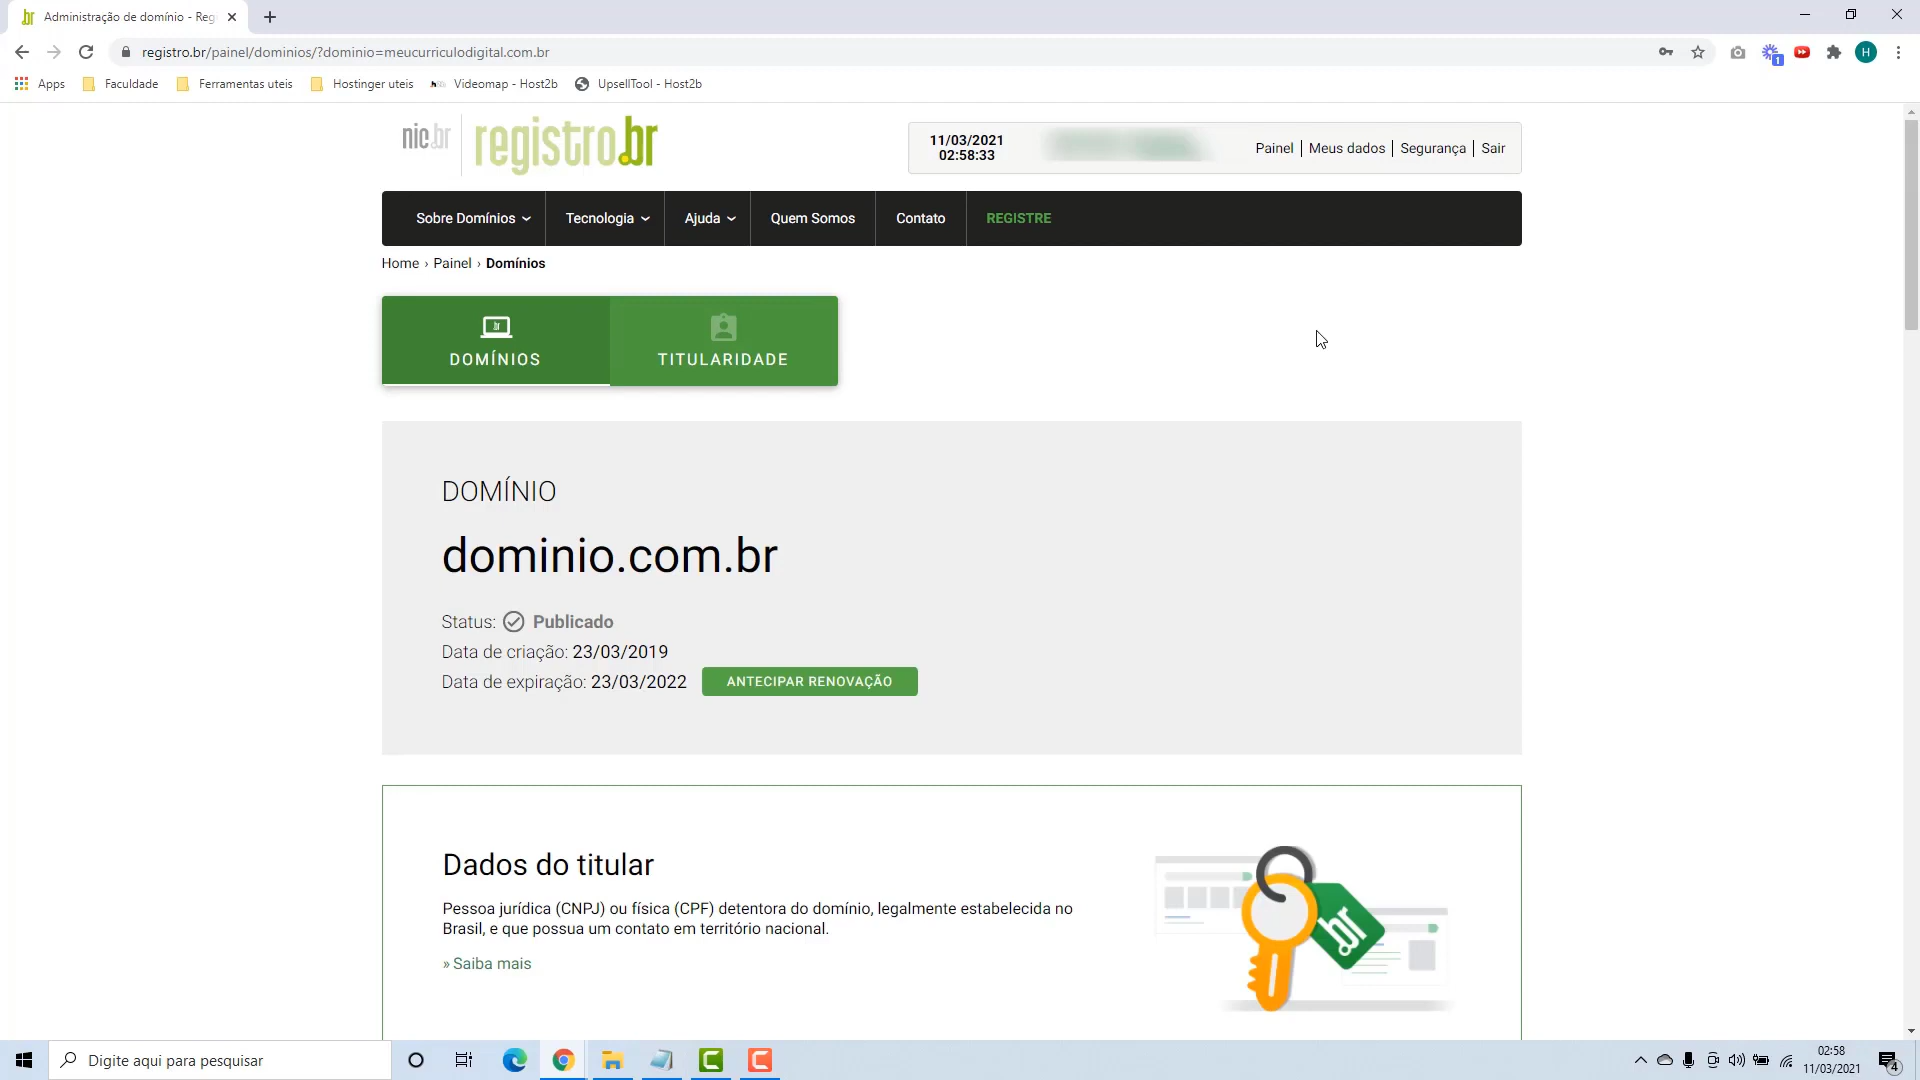 Administração de domínio - Reg
registro.br/painel/dominios/?dominio=meucurriculodigital.com.br
H
1
Apps
Faculdade
Ferramentas uteis
Hostinger uteis
Videomap - Host2b
UpsellTool - Host2b
nic.br
registro.br
11/03/2021
02:58:33
Painel
Meus dados
Segurança
Sair
Sobre Domínios
Tecnologia
Ajuda
Quem Somos
Contato
REGISTRE
Home › Painel › Domínios
DOMÍNIOS
TITULARIDADE
DOMÍNIO
dominio.com.br
Status: Publicado
Data de criação: 23/03/2019
Data de expiração: 23/03/2022
ANTECIPAR RENOVAÇÃO
Dados do titular
Pessoa jurídica (CNPJ) ou física (CPF) detentora do domínio, legalmente estabelecida no
Brasil, e que possua um contato em território nacional.
» Saiba mais
.br
Digite aqui para pesquisar
02:58
11/03/2021
4